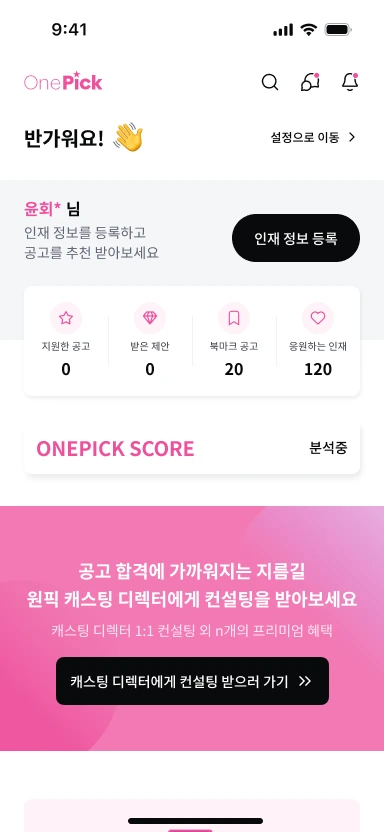 9:41
OnePick
반가워요! 👋
설정으로 이동
윤회* 님
인재 정보를 등록하고
공고를 추천 받아보세요
인재 정보 등록
지원한 공고
받은 제안
북마크 공고
응원하는 인재
0
0
20
120
ONEPICK SCORE
분석중
공고 합격에 가까워지는 지름길
원픽 캐스팅 디렉터에게 컨설팅을 받아보세요
캐스팅 디렉터 1:1 컨설팅 외 n개의 프리미엄 혜택
캐스팅 디렉터에게 컨설팅 받으러 가기